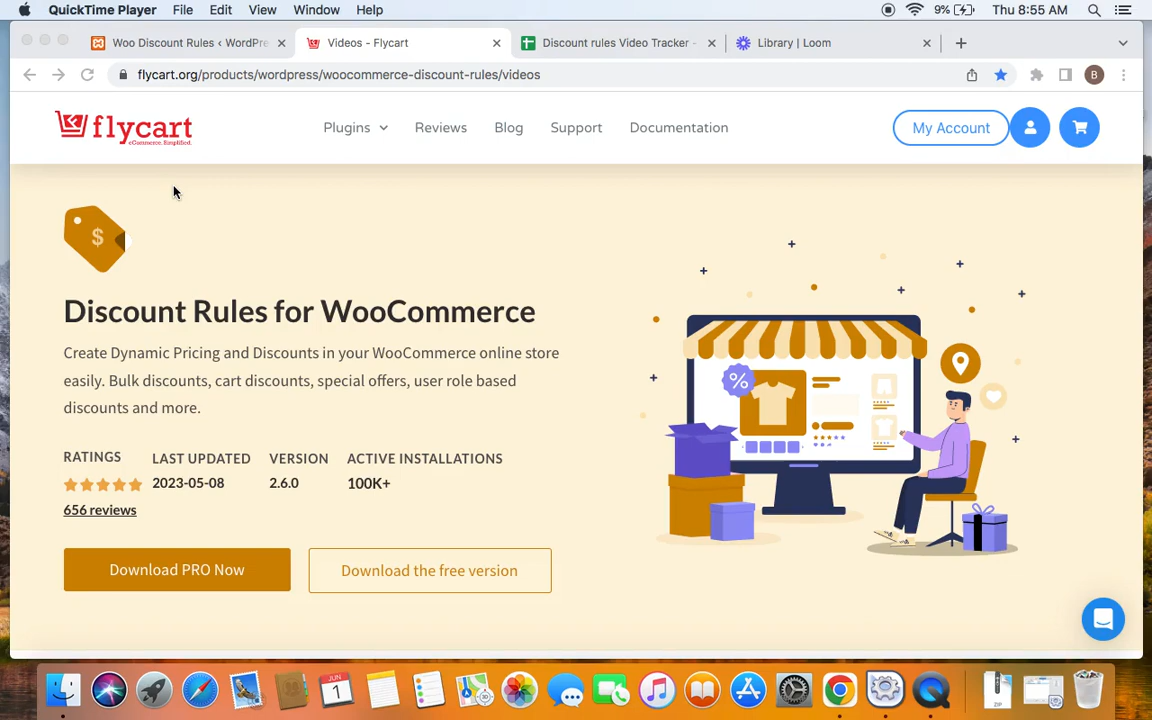 QuickTime Player File Edit View Window Help 9% Thu 8:55 AM
Woo Discount Rules ‹ WordPre Videos - Flycart Discount rules Video Tracker - Library | Loom
flycart.org/products/wordpress/woocommerce-discount-rules/videos B
flycart
eCommerce. Simplified.
Plugins Reviews Blog Support Documentation My Account
$
Discount Rules for WooCommerce
Create Dynamic Pricing and Discounts in your WooCommerce online store
easily. Bulk discounts, cart discounts, special offers, user role based
discounts and more.
RATINGS LAST UPDATED VERSION ACTIVE INSTALLATIONS
2023-05-08 2.6.0 100K+
656 reviews
Download PRO Now Download the free version
%
JUN
1
30
ZIP